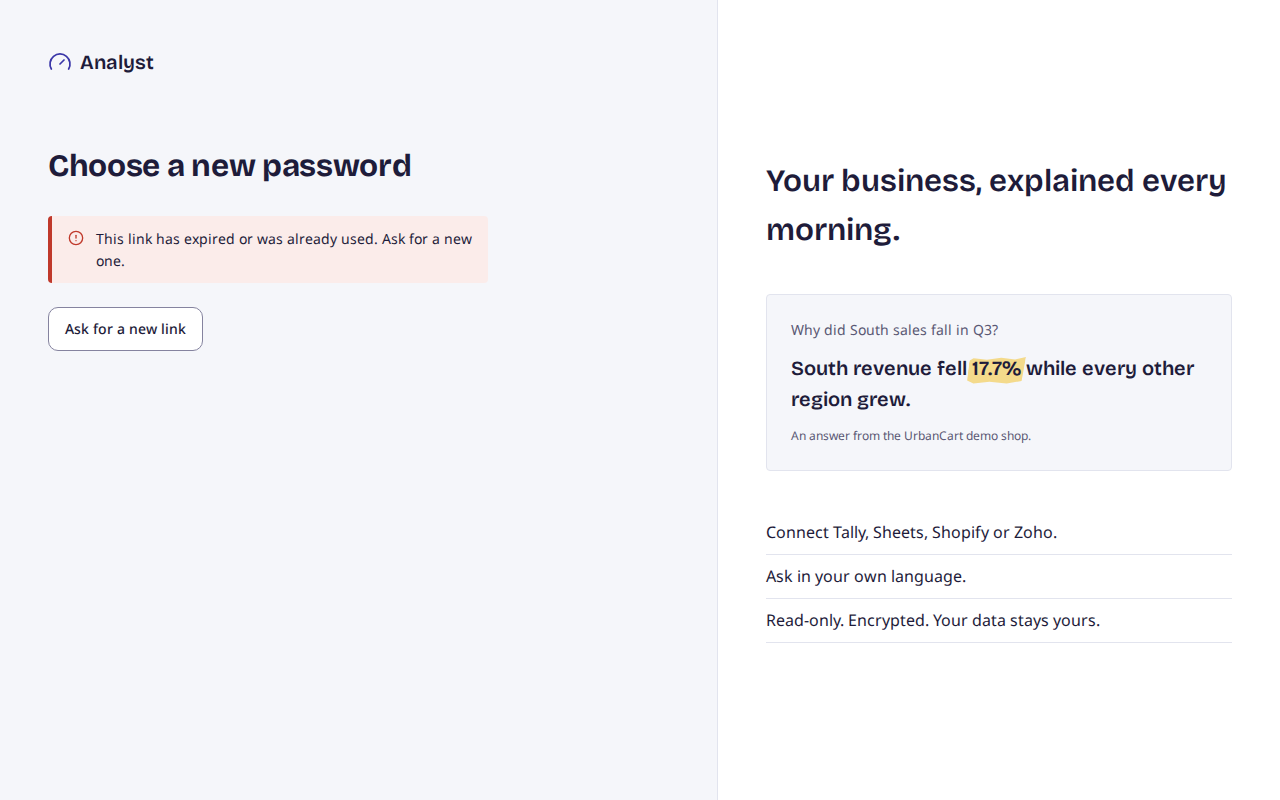 Analyst
Choose a new password
This link has expired or was already used. Ask for a new
one.
Ask for a new link
Your business, explained every
morning.
Why did South sales fall in Q3?
South revenue fell 17.7% while every other
region grew.
An answer from the UrbanCart demo shop.
Connect Tally, Sheets, Shopify or Zoho.
Ask in your own language.
Read-only. Encrypted. Your data stays yours.